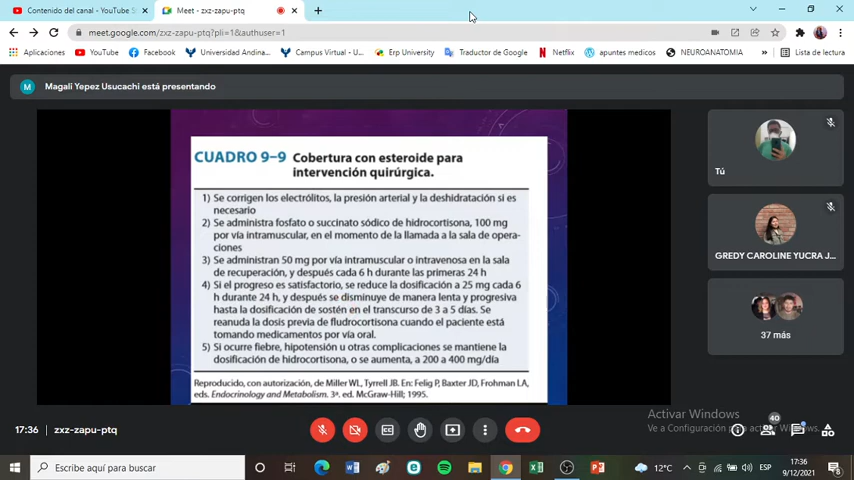 Contenido del canal - YouTube S
Meet - zxz-zapu-ptq
meet.google.com/zxz-zapu-ptq?pli=1&authuser=1
Aplicaciones
YouTube
Facebook
Universidad Andina...
Campus Virtual - U...
Erp University
Traductor de Google
Netflix
apuntes medicos
NEUROANATOMIA
Lista de lectura
M
Magali Yepez Usucachi está presentando
CUADRO 9–9 Cobertura con esteroide para
intervención quirúrgica.
1) Se corrigen los electrólitos, la presión arterial y la deshidratación si es
necesario
2) Se administra fosfato o succinato sódico de hidrocortisona, 100 mg
por vía intramuscular, en el momento de la llamada a la sala de opera-
ciones
3) Se administran 50 mg por vía intramuscular o intravenosa en la sala
de recuperación, y después cada 6 h durante las primeras 24 h
4) Si el progreso es satisfactorio, se reduce la dosificación a 25 mg cada 6
h durante 24 h, y después se disminuye de manera lenta y progresiva
hasta la dosificación de sostén en el transcurso de 3 a 5 días. Se
reanuda la dosis previa de fludrocortisona cuando el paciente está
tomando medicamentos por vía oral.
5) Si ocurre fiebre, hipotensión u otras complicaciones se mantiene la
dosificación de hidrocortisona, o se aumenta, a 200 a 400 mg/día
Reproducido, con autorización, de Miller WL, Tyrrell JB. En: Felig P, Baxter JD, Frohman LA,
eds. Endocrinology and Metabolism. 3ª. ed. McGraw-Hill; 1995.
Tú
GREDY CAROLINE YUCRA J...
37 más
Activar Windows
Ve a Configuración para activar Windows.
17:36
zxz-zapu-ptq
40
Escribe aquí para buscar
12°C
ESP
17:36
9/12/2021